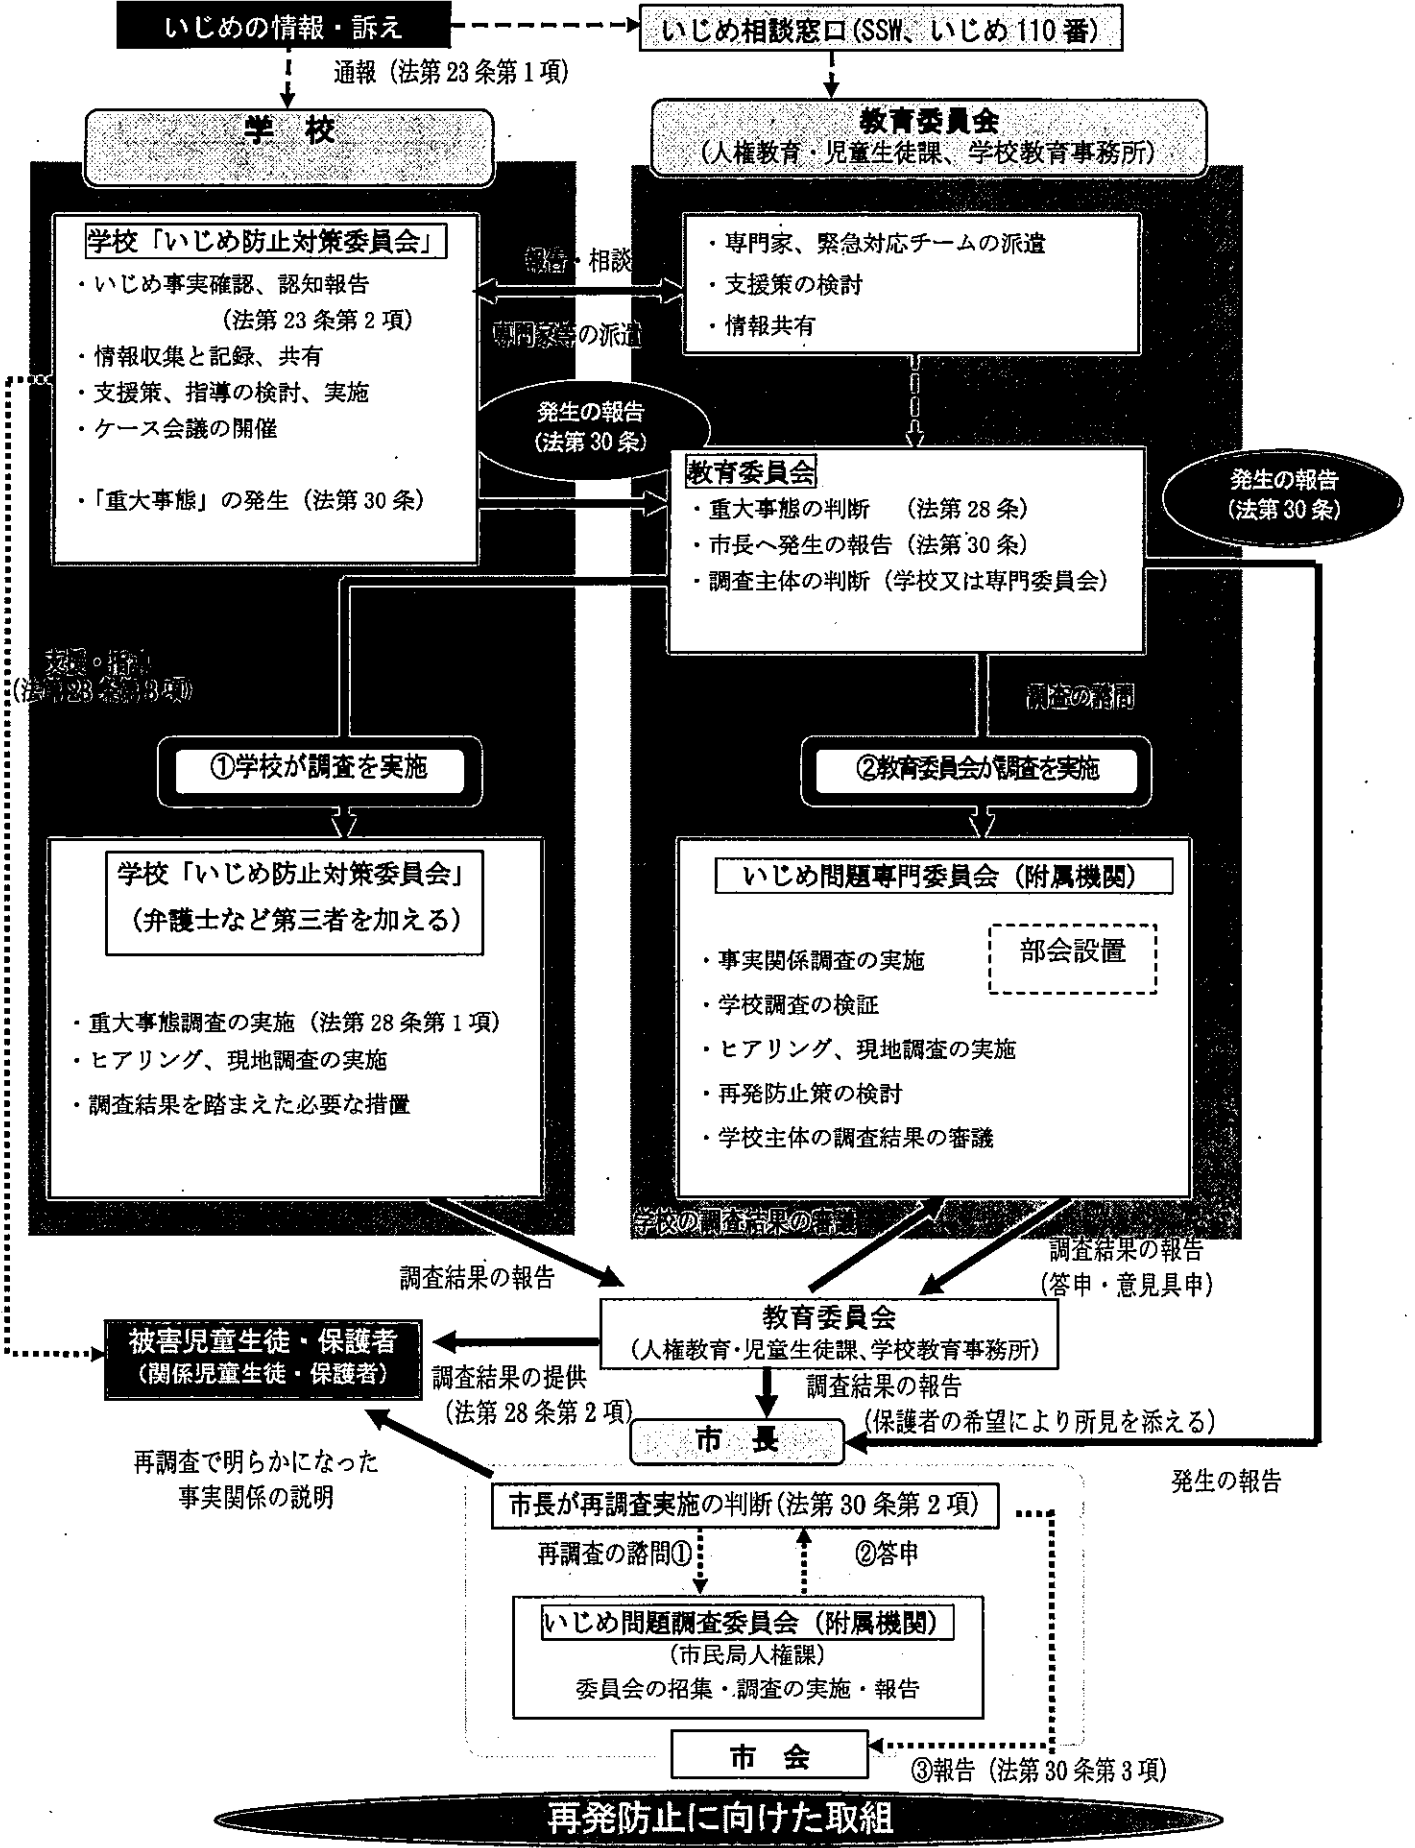 いじめの情報・訴え
いじめ相談窓口(SSW、いじめ110番)
通報（法第23条第1項）
学　校
教育委員会
（人権教育・児童生徒課、学校教育事務所）
学校「いじめ防止対策委員会」
・いじめ事実確認、認知報告
（法第23条第2項）
・情報収集と記録、共有
・支援策、指導の検討、実施
・ケース会議の開催
・「重大事態」の発生（法第30条）
報告・相談
専門家等の派遣
・専門家、緊急対応チームの派遣
・支援策の検討
・情報共有
発生の報告
（法第30条）
教育委員会
・重大事態の判断　（法第28条）
・市長へ発生の報告（法第30条）
・調査主体の判断（学校又は専門委員会）
発生の報告
（法第30条）
支援・指導
（法第23条第3項）
調査の諮問
①学校が調査を実施
②教育委員会が調査を実施
学校「いじめ防止対策委員会」
（弁護士など第三者を加える）
・重大事態調査の実施（法第28条第1項）
・ヒアリング、現地調査の実施
・調査結果を踏まえた必要な措置
いじめ問題専門委員会（附属機関）
部会設置
・事実関係調査の実施
・学校調査の検証
・ヒアリング、現地調査の実施
・再発防止策の検討
・学校主体の調査結果の審議
学校の調査結果の審議
調査結果の報告
調査結果の報告
（答申・意見具申）
教育委員会
（人権教育・児童生徒課、学校教育事務所）
被害児童生徒・保護者
（関係児童生徒・保護者）
調査結果の提供
（法第28条第2項）
調査結果の報告
（保護者の希望により所見を添える）
市　長
再調査で明らかになった
事実関係の説明
発生の報告
市長が再調査実施の判断(法第30条第2項)
再調査の諮問①
②答申
いじめ問題調査委員会（附属機関）
（市民局人権課）
委員会の招集・調査の実施・報告
市　会
③報告（法第30条第3項）
再発防止に向けた取組